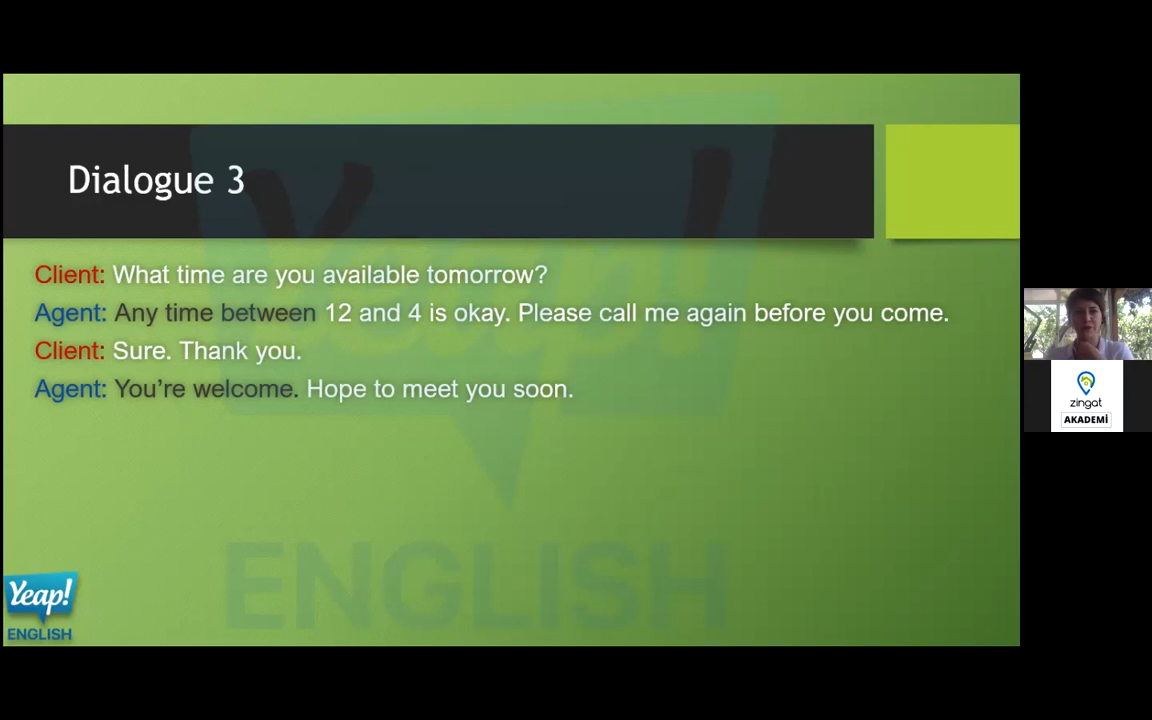 Dialogue 3
Client: What time are you available tomorrow?
Agent: Any time between 12 and 4 is okay. Please call me again before you come.
Client: Sure. Thank you.
Agent: You’re welcome. Hope to meet you soon.
Yeap!
ENGLISH
Yeap!
ENGLISH
zingat
AKADEMİ